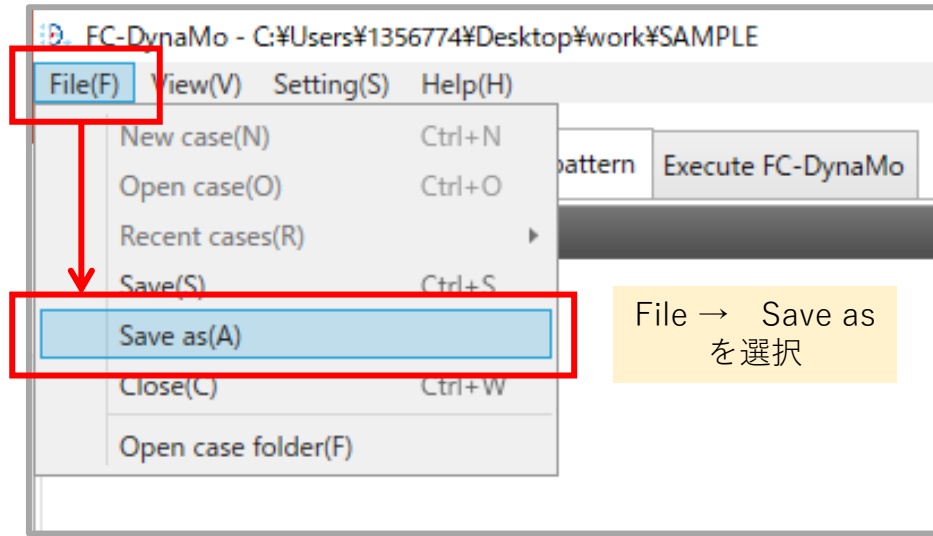 FC-DynaMo - C:¥Users¥1356774¥Desktop¥work¥SAMPLE
File(F) View(V) Setting(S) Help(H)
New case(N) Ctrl+N
pattern Execute FC-DynaMo
Open case(O) Ctrl+O
Recent cases(R)
Save(S) Ctrl+S
Save as(A)
Close(C) Ctrl+W
Open case folder(F)
File → Save as
を選択